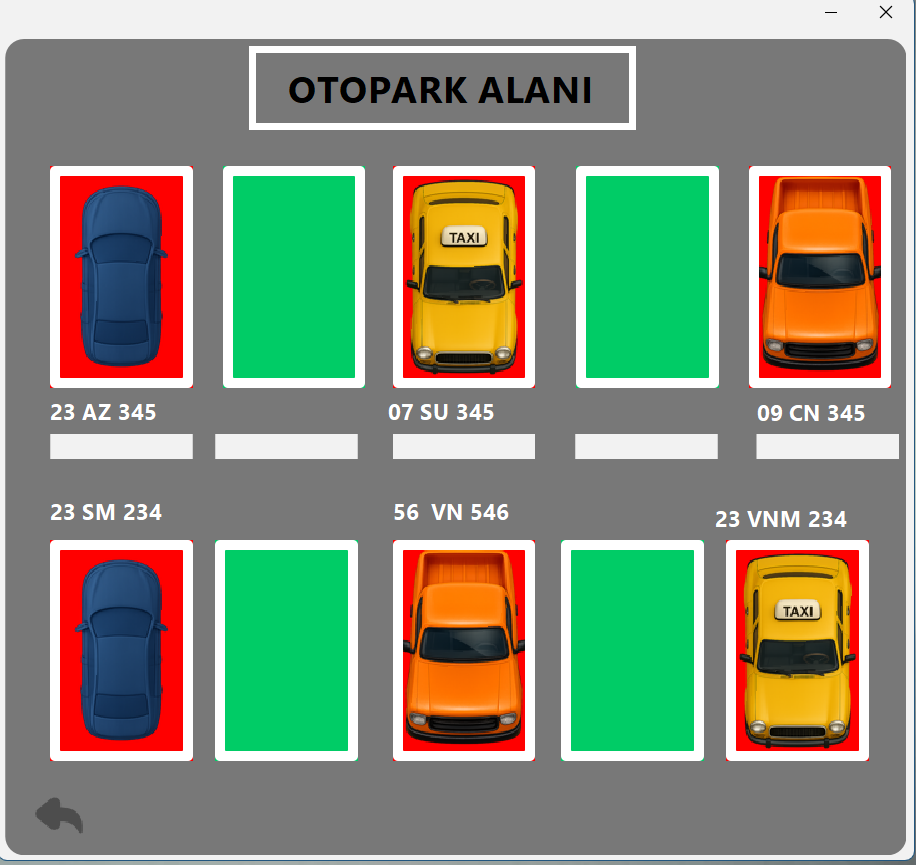 OTOPARK ALANI
TAXI
23 AZ 345
07 SU 345
09 CN 345
23 SM 234
56  VN 546
23 VNM 234
TAXI